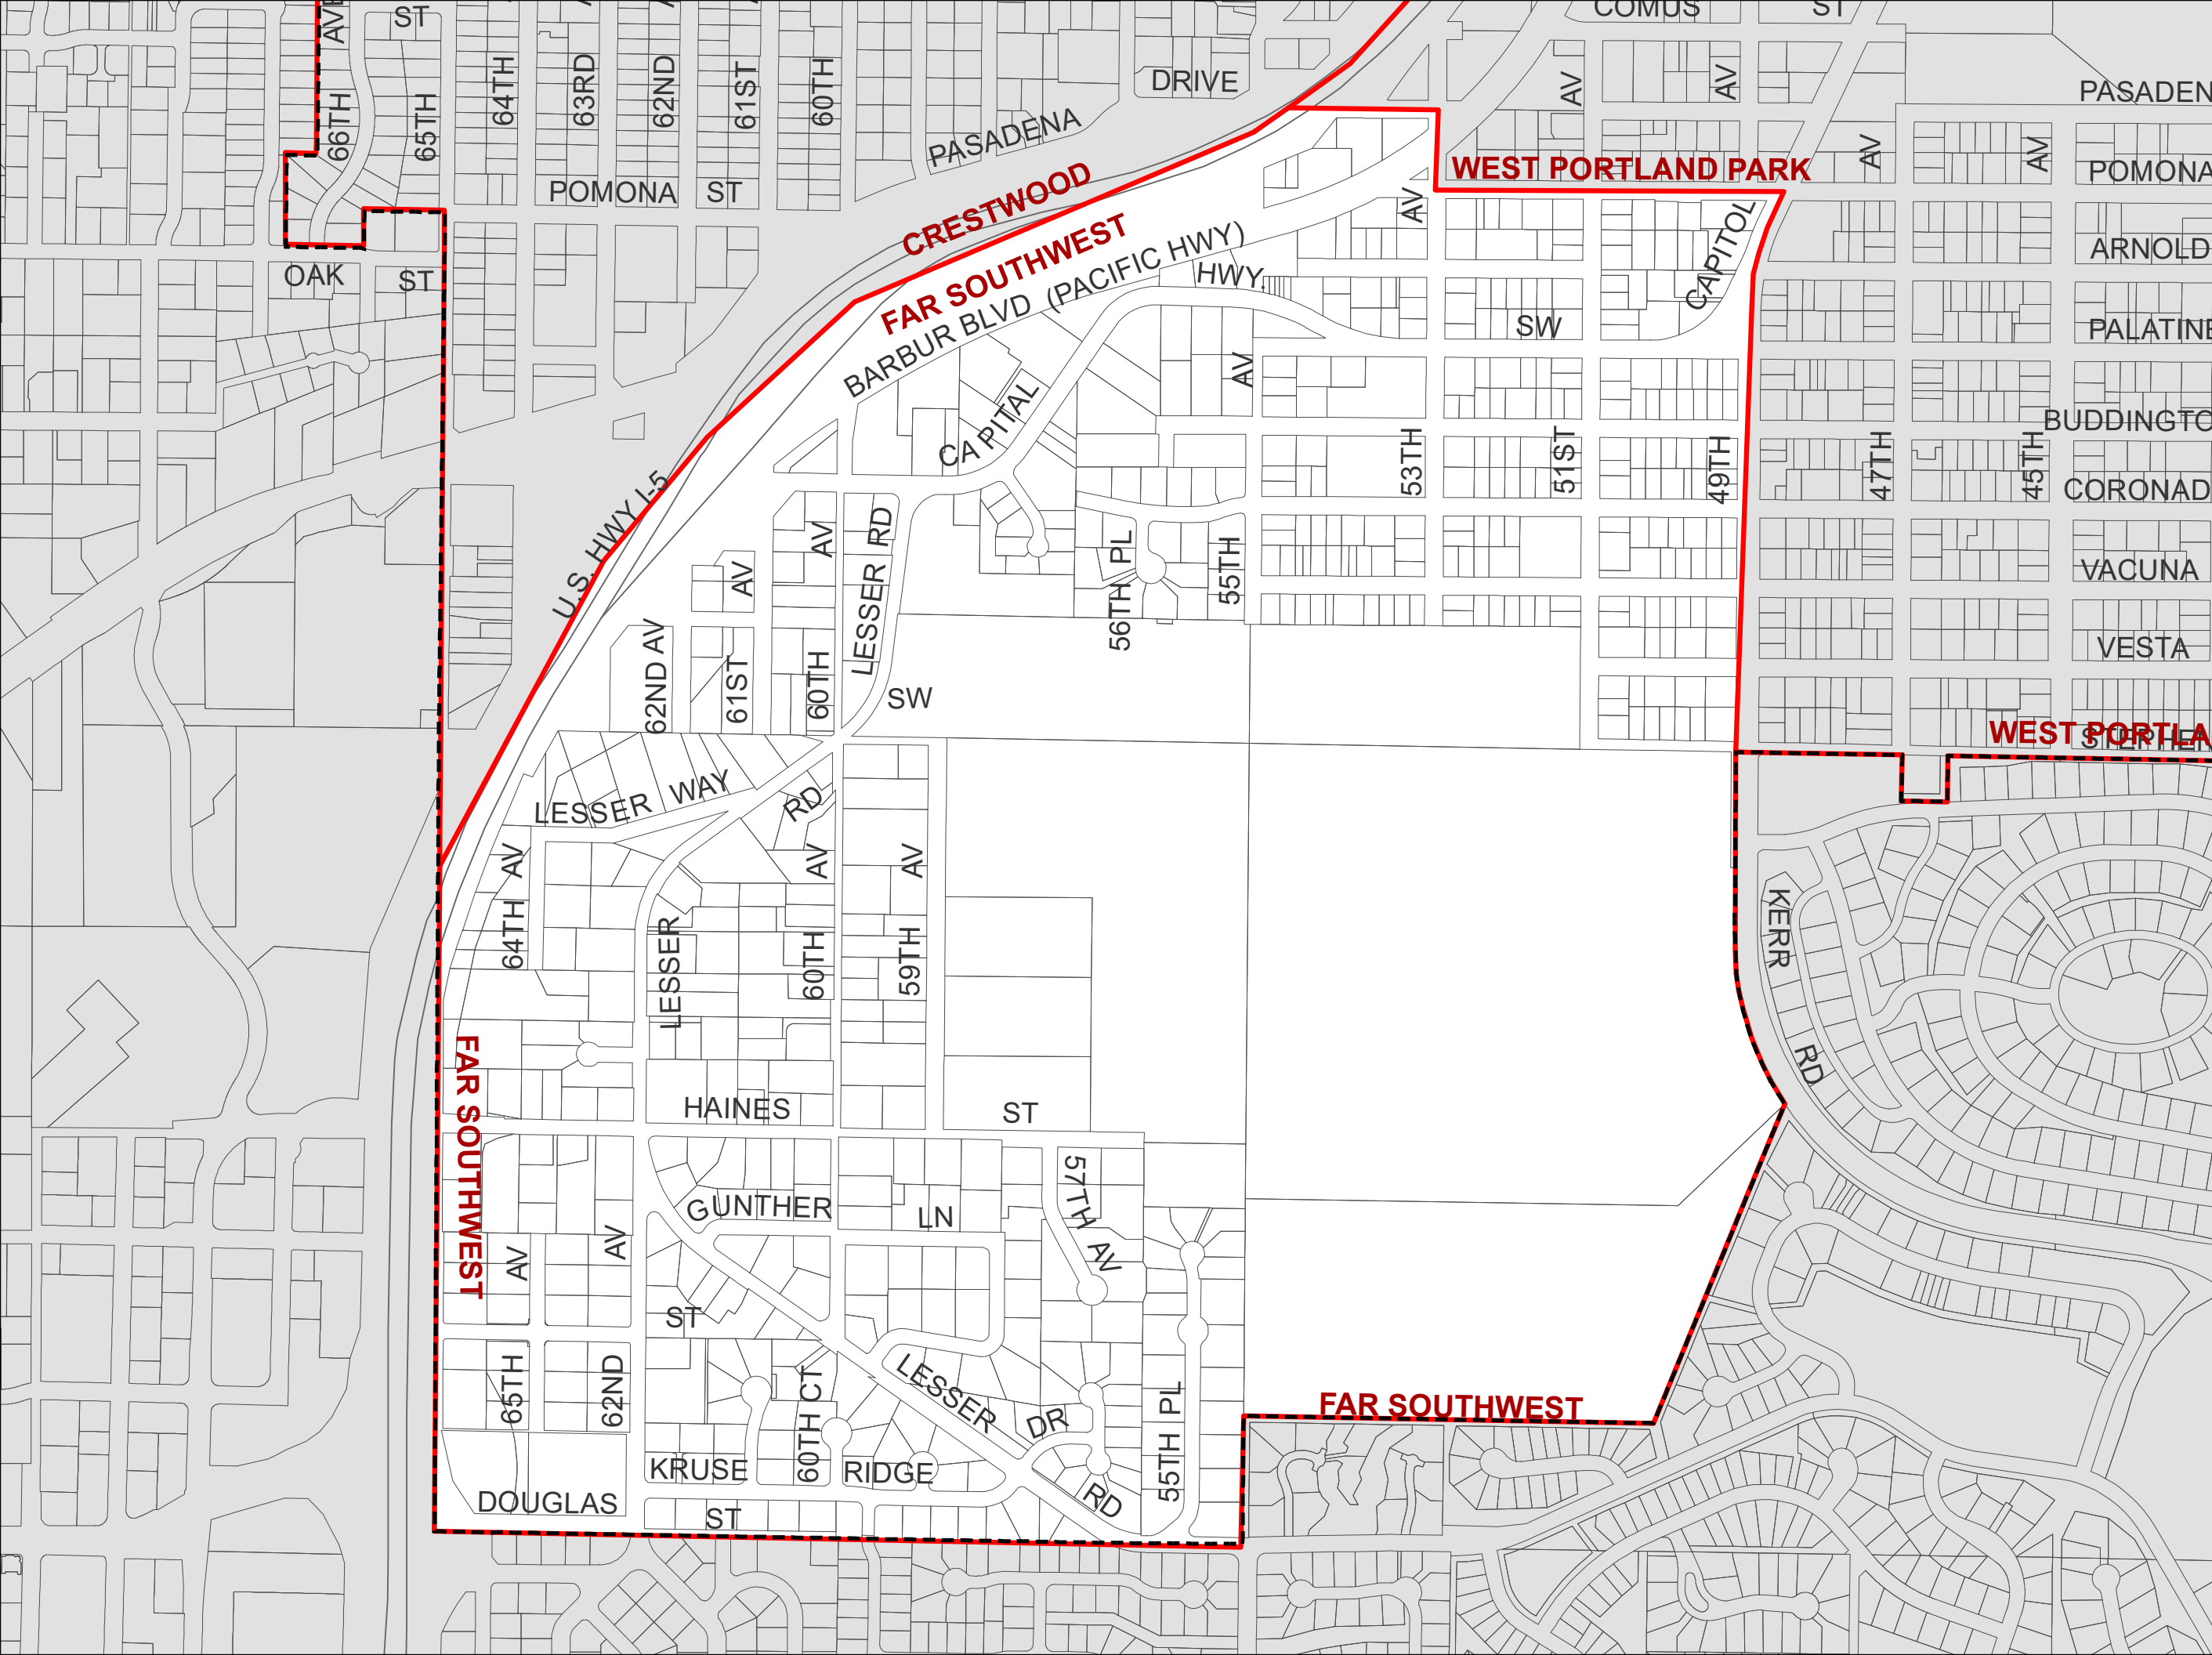 AVE
ST
COMUS
ST
66TH
65TH
64TH
63RD
62ND
61ST
60TH
DRIVE
AV
AV
PASADEN
PASADENA
POMONA ST
WEST PORTLAND PARK
AV
AV
POMONA
CRESTWOOD
FAR SOUTHWEST
BARBUR BLVD (PACIFIC HWY)
AV
CAPITOL
ARNOLD
OAK ST
HWY.
SW
PALATINE
CAPITAL
AV
BUDDINGTO
U.S. HWY I-5
53TH
51ST
49TH
47TH
45TH
CORONAD
AV
AV
LESSER RD
56TH PL
55TH
VACUNA
62ND AV
61ST
60TH
SW
VESTA
WEST PORTLA
STEPHEN
LESSER WAY
RD
64TH AV
LESSER
60TH AV
59TH AV
KERR
RD
FAR SOUTHWEST
HAINES ST
GUNTHER LN
57TH AV
AV
AV
ST
65TH
62ND
60TH CT
LESSER
DR
RD
55TH PL
FAR SOUTHWEST
KRUSE RIDGE
DOUGLAS
ST